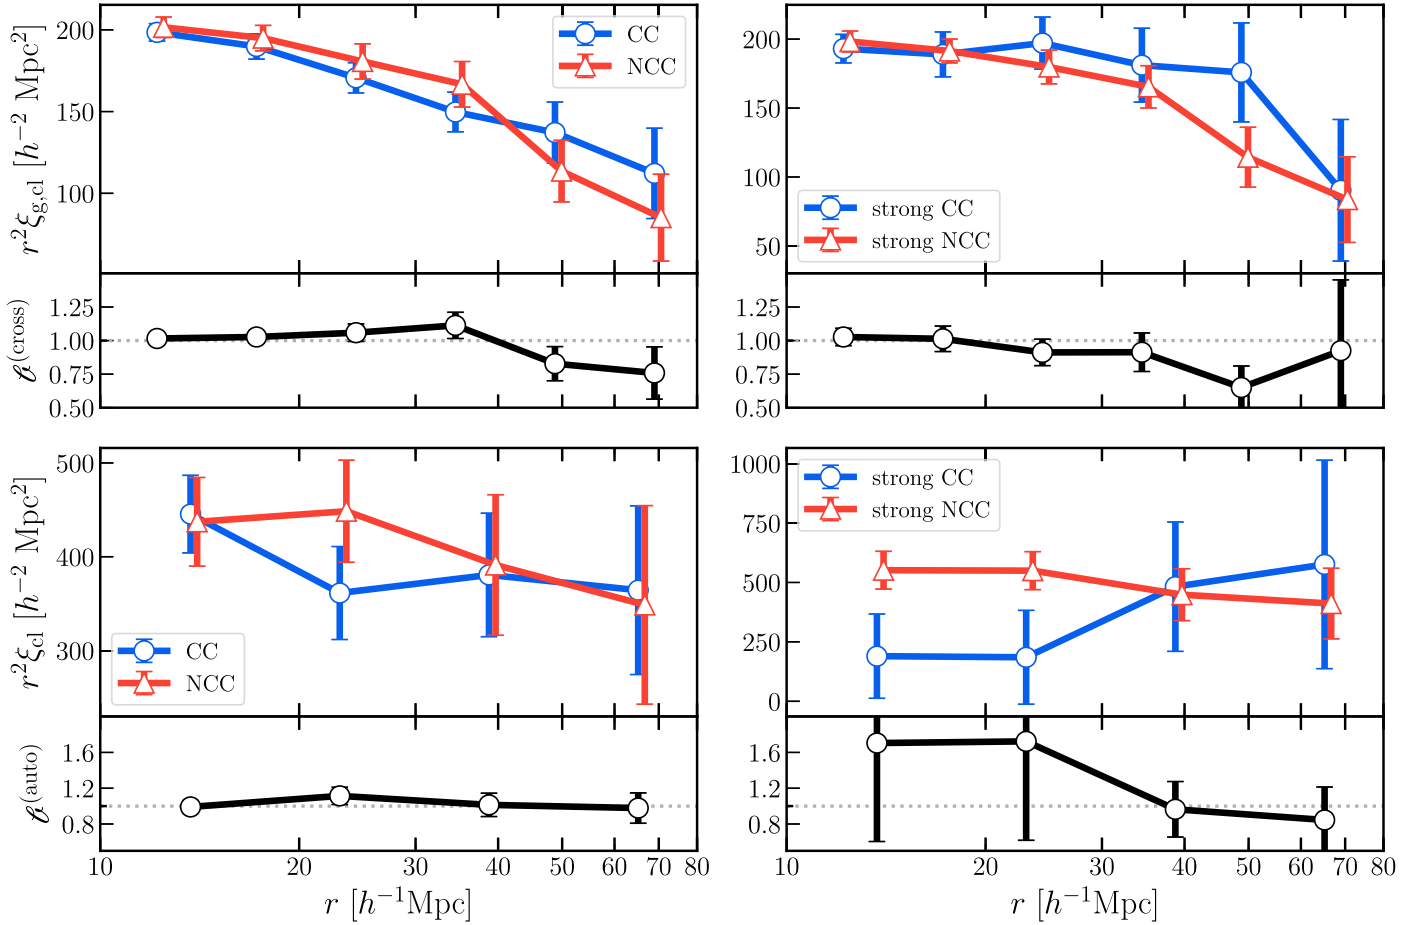 r²ξg,cl [h⁻² Mpc²]
200
150
100
CC
NCC
200
150
100
50
strong CC
strong NCC
𝒷(cross)
1.25
1.00
0.75
0.50
1.25
1.00
0.75
0.50
r²ξcl [h⁻² Mpc²]
500
400
300
CC
NCC
1000
750
500
250
0
strong CC
strong NCC
𝒷(auto)
1.6
1.2
0.8
1.6
1.2
0.8
10 20 30 40 50 60 70 80
10 20 30 40 50 60 70 80
r [h⁻¹Mpc]
r [h⁻¹Mpc]